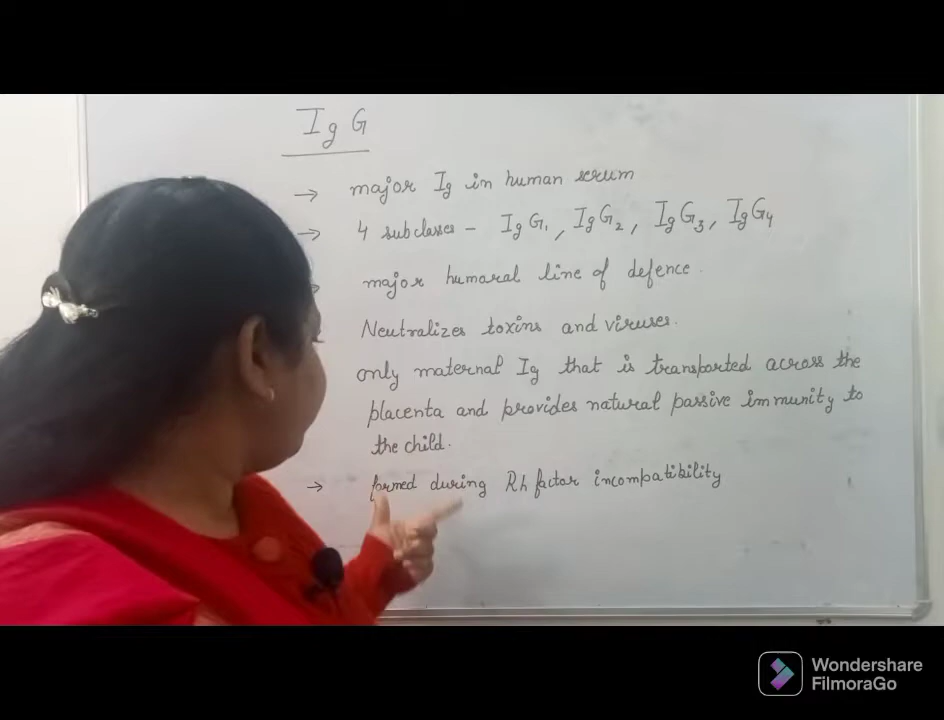 Ig G
→ major Ig in human serum
→ 4 subclasses - IgG1, IgG2, IgG3, IgG4
major humaral line of defence.
Neutralizes toxins and viruses.
only maternal Ig that is transported across the
placenta and provides natural passive immunity to
the child.
→ formed during Rh factor incompatibility
Wondershare
FilmoraGo